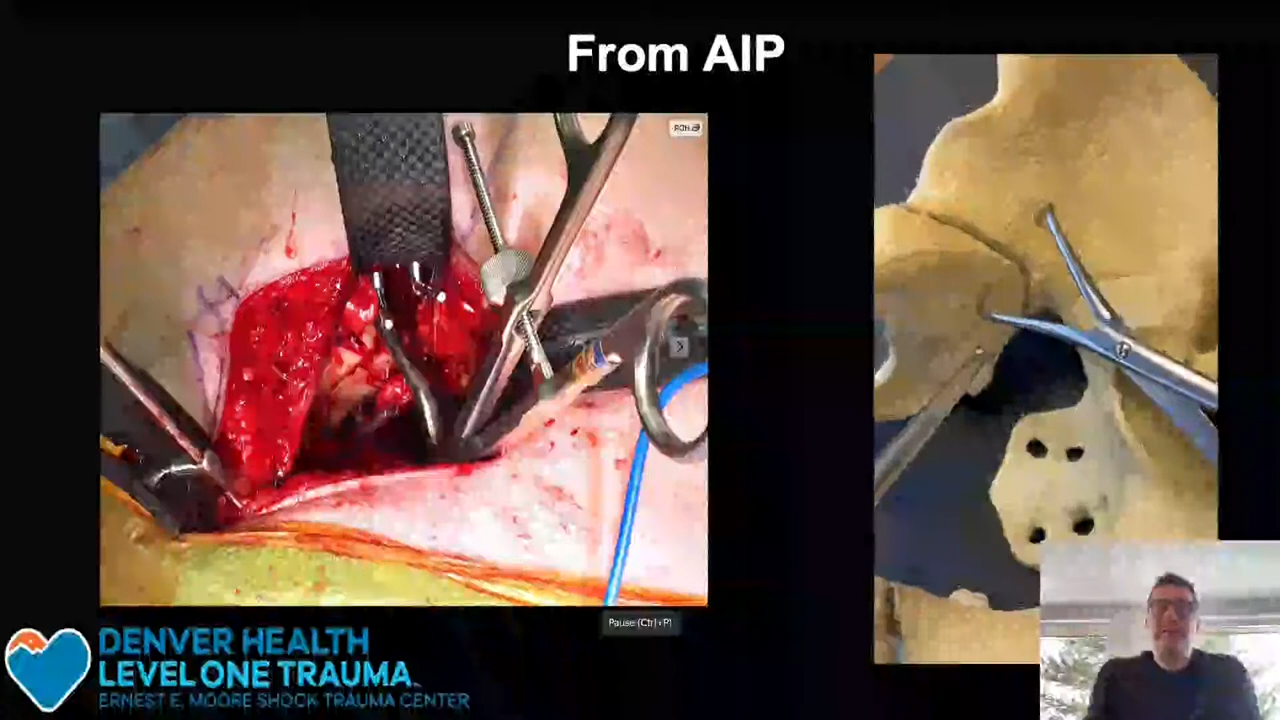 From AIP
Pause (Ctrl+P)
DENVER HEALTH
LEVEL ONE TRAUMA
ERNEST E. MOORE SHOCK TRAUMA CENTER